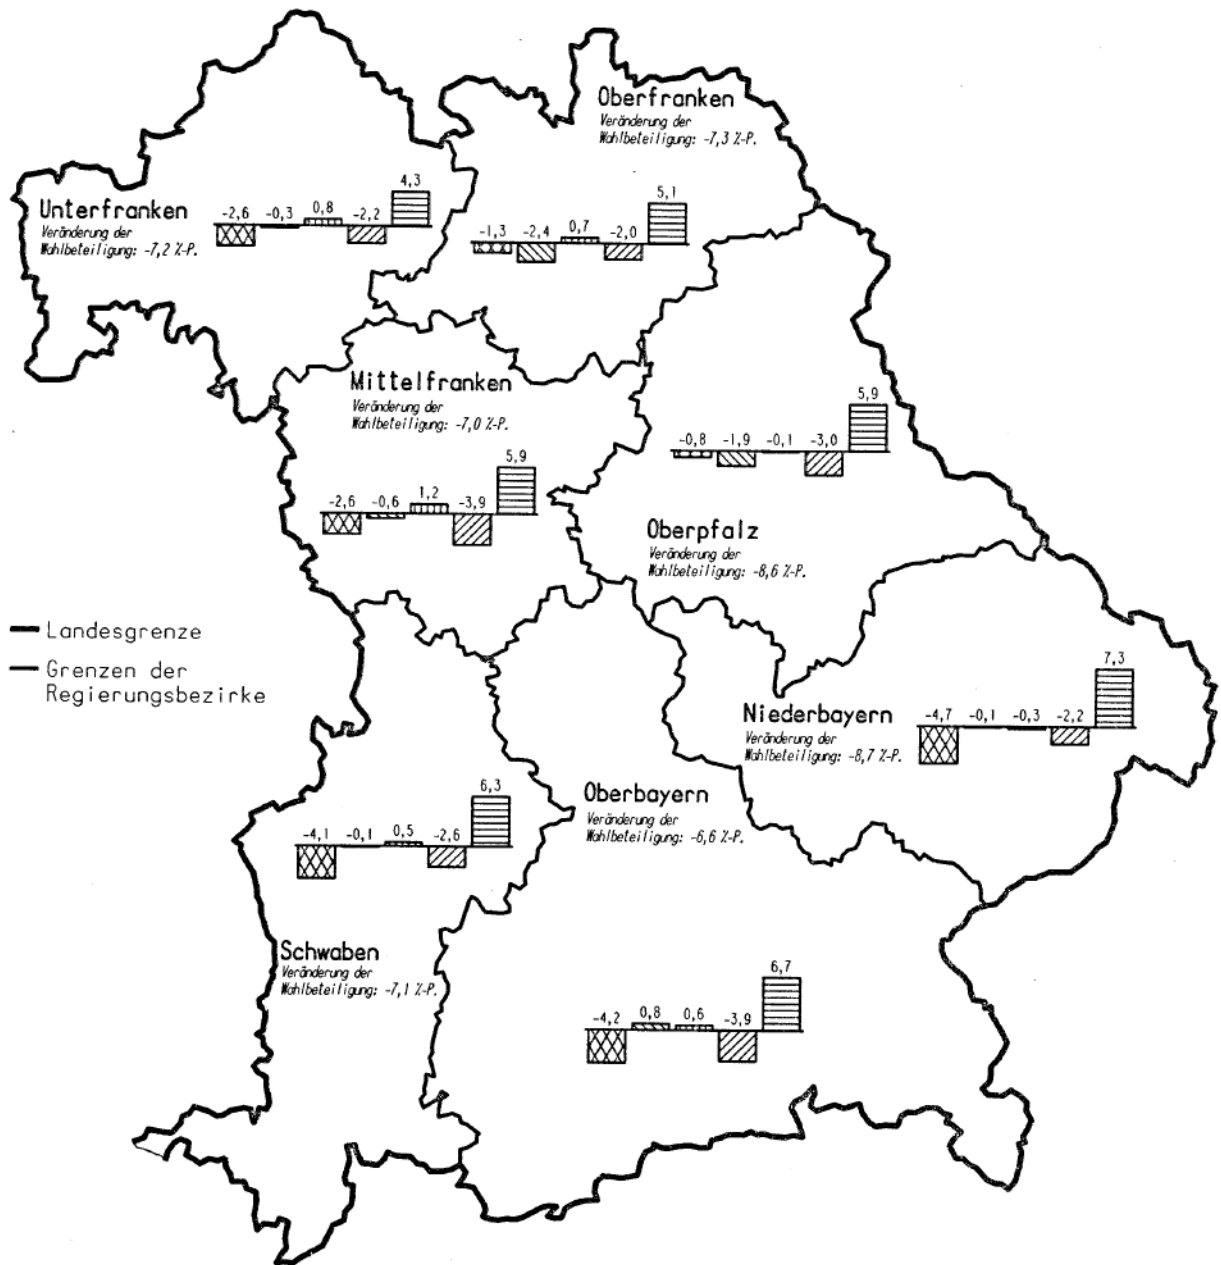 Oberfranken
Veränderung der
Wahlbeteiligung: -7,3 %-P.
-1,3 -2,4 0,7 -2,0 5,1
Unterfranken
Veränderung der
Wahlbeteiligung: -7,2 %-P.
-2,6 -0,3 0,8 -2,2 4,3
Mittelfranken
Veränderung der
Wahlbeteiligung: -7,0 %-P.
-2,6 -0,6 1,2 -3,9 5,9
-0,8 -1,9 -0,1 -3,0 5,9
Oberpfalz
Veränderung der
Wahlbeteiligung: -8,6 %-P.
Landesgrenze
Grenzen der
Regierungsbezirke
Niederbayern
Veränderung der
Wahlbeteiligung: -8,7 %-P.
-4,7 -0,1 -0,3 -2,2 7,3
Oberbayern
Veränderung der
Wahlbeteiligung: -6,6 %-P.
-4,1 -0,1 0,5 -2,6 6,3
Schwaben
Veränderung der
Wahlbeteiligung: -7,1 %-P.
-4,2 0,8 0,6 -3,9 6,7